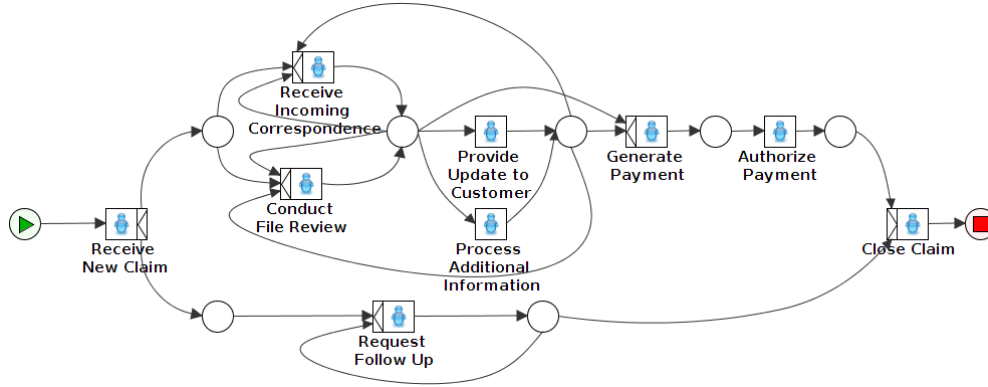 Receive
Incoming
Correspondence
Provide
Update to
Customer
Generate
Payment
Authorize
Payment
Conduct
File Review
Receive
New Claim
Process
Additional
Information
Close Claim
Request
Follow Up